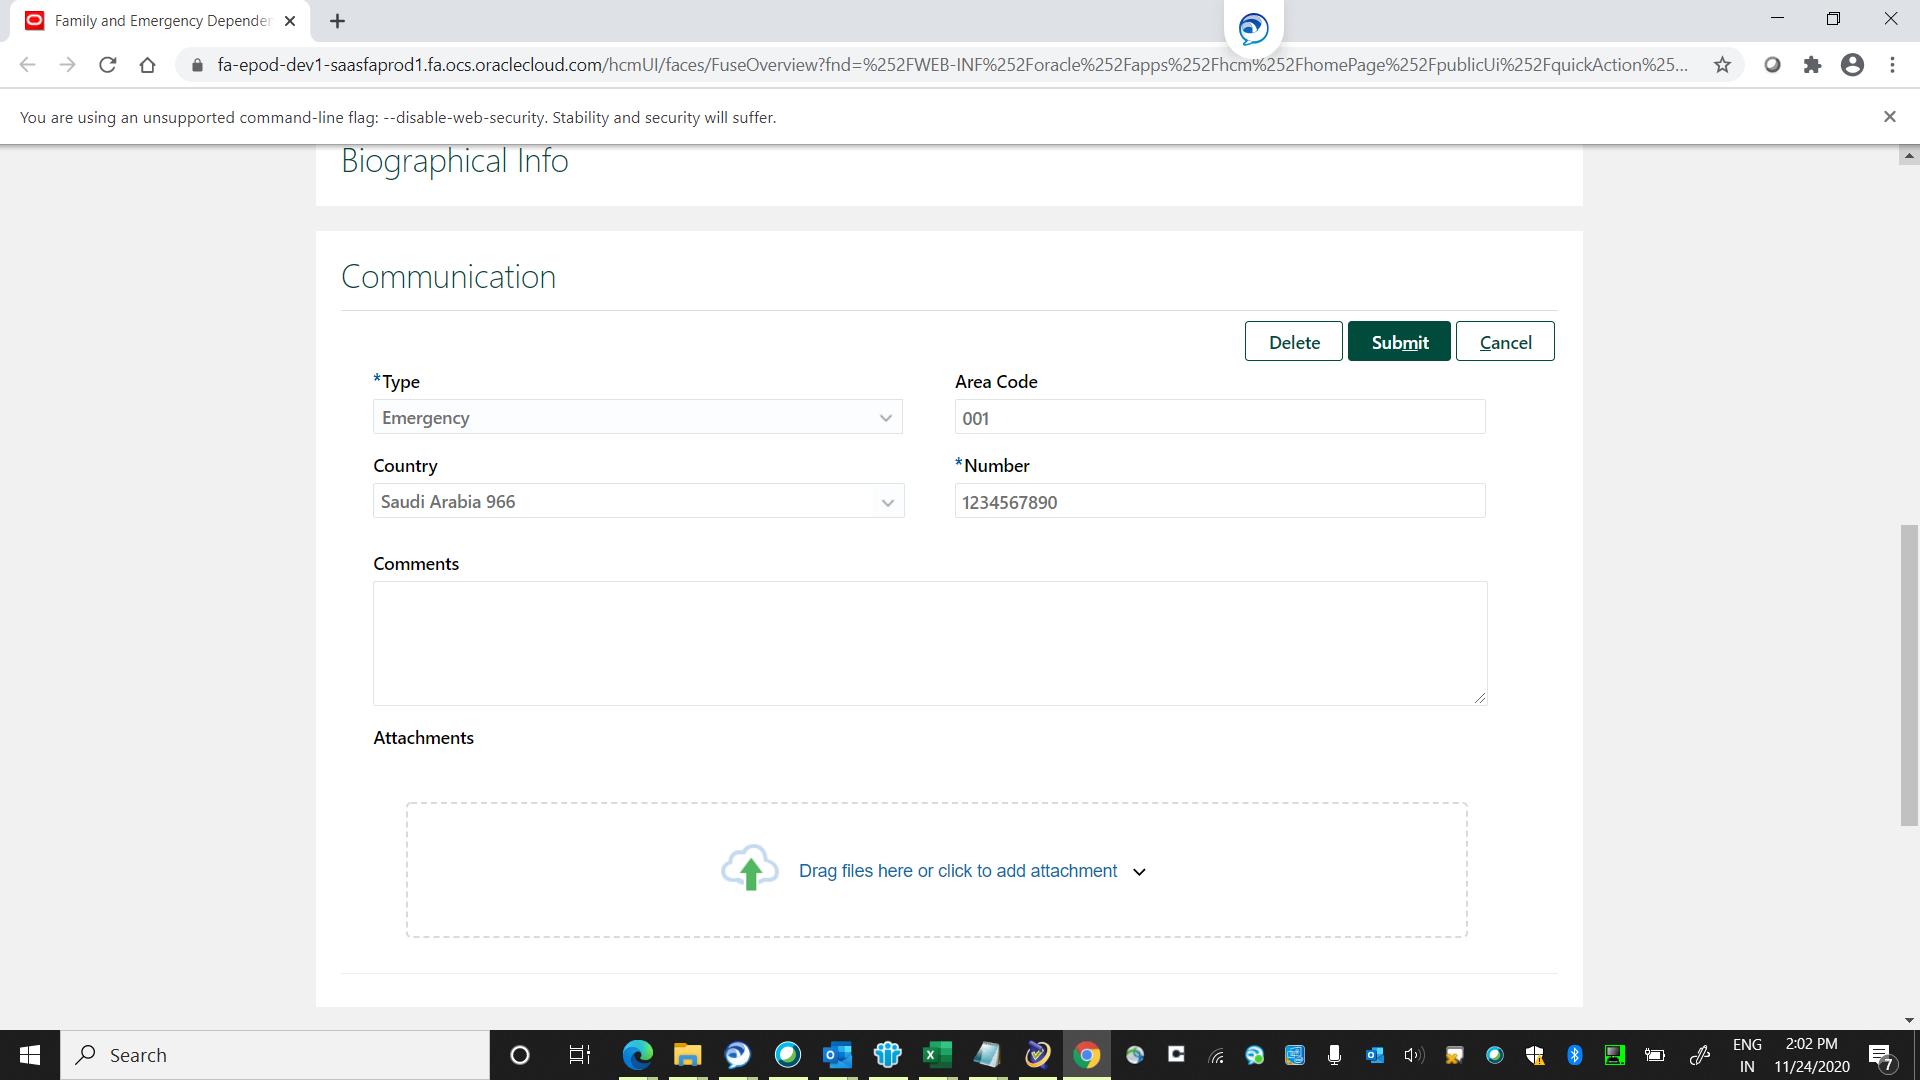 Family and Emergency Depender
fa-epod-dev1-saasfaprod1.fa.ocs.oraclecloud.com/hcmUI/faces/FuseOverview?fnd=%252FWEB-INF%252Foracle%252Fapps%252Fhcm%252FhomePage%252FpublicUi%252FquickAction%25...
You are using an unsupported command-line flag: --disable-web-security. Stability and security will suffer.
Biographical Info
Communication
Delete Submit Cancel
*Type Area Code
Emergency 001
Country *Number
Saudi Arabia 966 1234567890
Comments
Attachments
Drag files here or click to add attachment
Search
ENG 2:02 PM
IN 11/24/2020 7